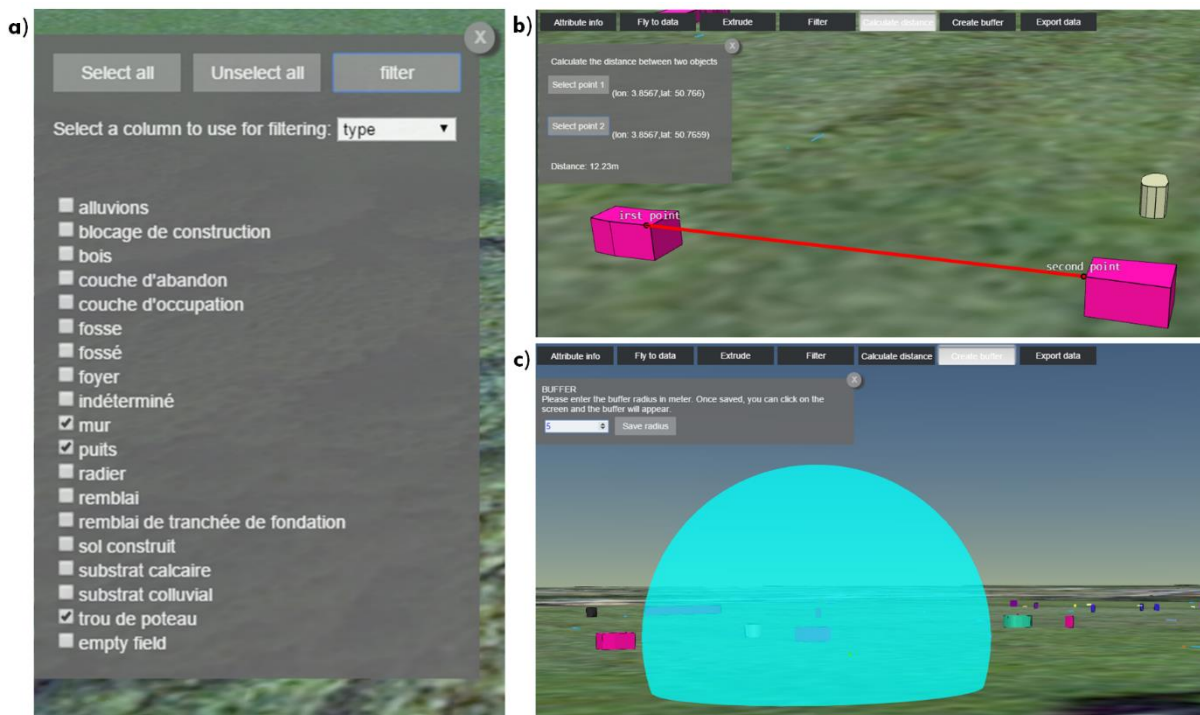 a)
X
Select all
Unselect all
filter
Select a column to use for filtering:
type
alluvions
blocage de construction
bois
couche d'abandon
couche d'occupation
fosse
fossé
foyer
indéterminé
mur
puits
radier
remblai
remblai de tranchée de fondation
sol construit
substrat calcaire
substrat colluvial
trou de poteau
empty field
b)
Attribute info
Fly to data
Extrude
Filter
Calculate distance
Create buffer
Export data
X
Calculate the distance between two objects
Select point 1
(lon: 3.8567,lat: 50.766)
Select point 2
(lon: 3.8567,lat: 50.7659)
Distance: 12.23m
irst point
second point
c)
Attribute info
Fly to data
Extrude
Filter
Calculate distance
Create buffer
Export data
X
BUFFER
Please enter the buffer radius in meter. Once saved, you can click on the
screen and the buffer will appear.
5
Save radius